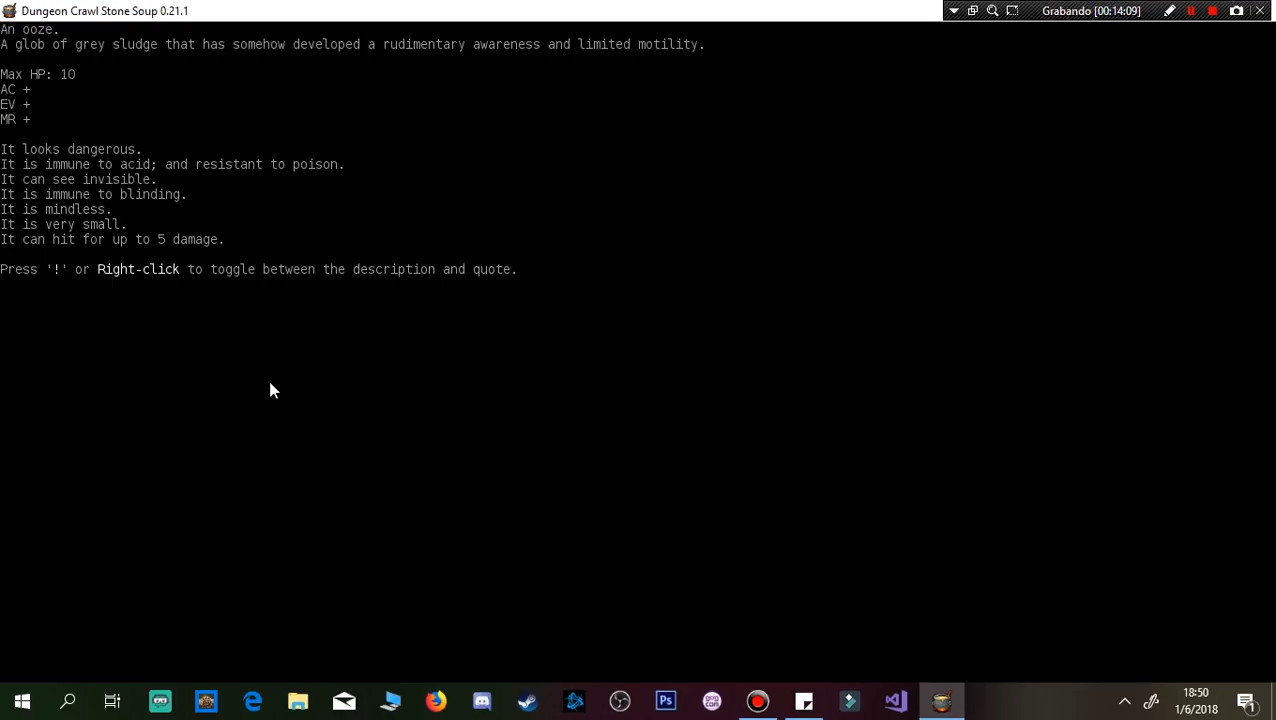 Dungeon Crawl Stone Soup 0.21.1
Grabando [00:14:09]
An ooze.
A glob of grey sludge that has somehow developed a rudimentary awareness and limited motility.
Max HP: 10
AC +
EV +
MR +
It looks dangerous.
It is immune to acid; and resistant to poison.
It can see invisible.
It is immune to blinding.
It is mindless.
It is very small.
It can hit for up to 5 damage.
Press '!' or Right-click to toggle between the description and quote.
Ps
gog
com
18:50
1/6/2018
1